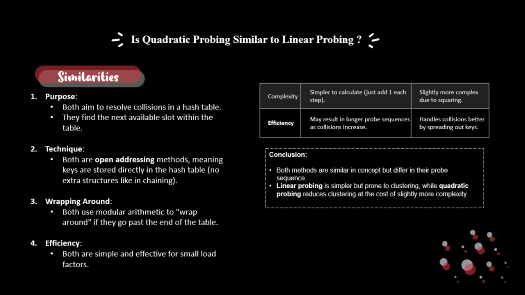 Is Quadratic Probing Similar to Linear Probing ?
Similarities
1. Purpose:
• Both aim to resolve collisions in a hash table.
• They find the next available slot within the
table.
2. Technique:
• Both are open addressing methods, meaning
keys are stored directly in the hash table (no
extra structures like in chaining).
3. Wrapping Around:
• Both use modular arithmetic to "wrap
around" if they go past the end of the table.
4. Efficiency:
• Both are simple and effective for small load
factors.
Complexity
Simpler to calculate (just add 1 each
step).
Slightly more complex
due to squaring.
Efficiency
May result in longer probe sequences
as collisions increase.
Handles collisions better
by spreading out keys.
Conclusion:
• Both methods are similar in concept but differ in their probe
sequence.
• Linear probing is simpler but prone to clustering, while quadratic
probing reduces clustering at the cost of slightly more complexity.